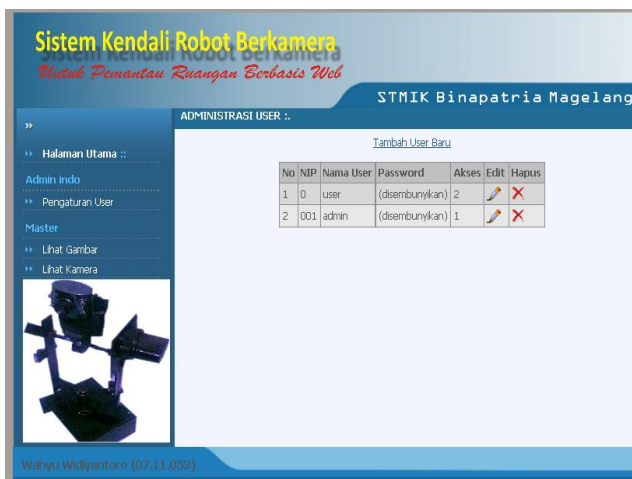 Sistem Kendali Robot Berkamera
Untuk Pemantau Ruangan Berbasis Web
STMIK Binapatria Magelang
ADMINISTRASI USER :.
»
Halaman Utama ::
Admin indo
Pengaturan User
Master
Lihat Gambar
Lihat Kamera
Tambah User Baru
No NIP Nama User Password Akses Edit Hapus
1 0 user (disembunyikan) 2
2 001 admin (disembunyikan) 1
Wahyu Widiyantoro (07.11.053)